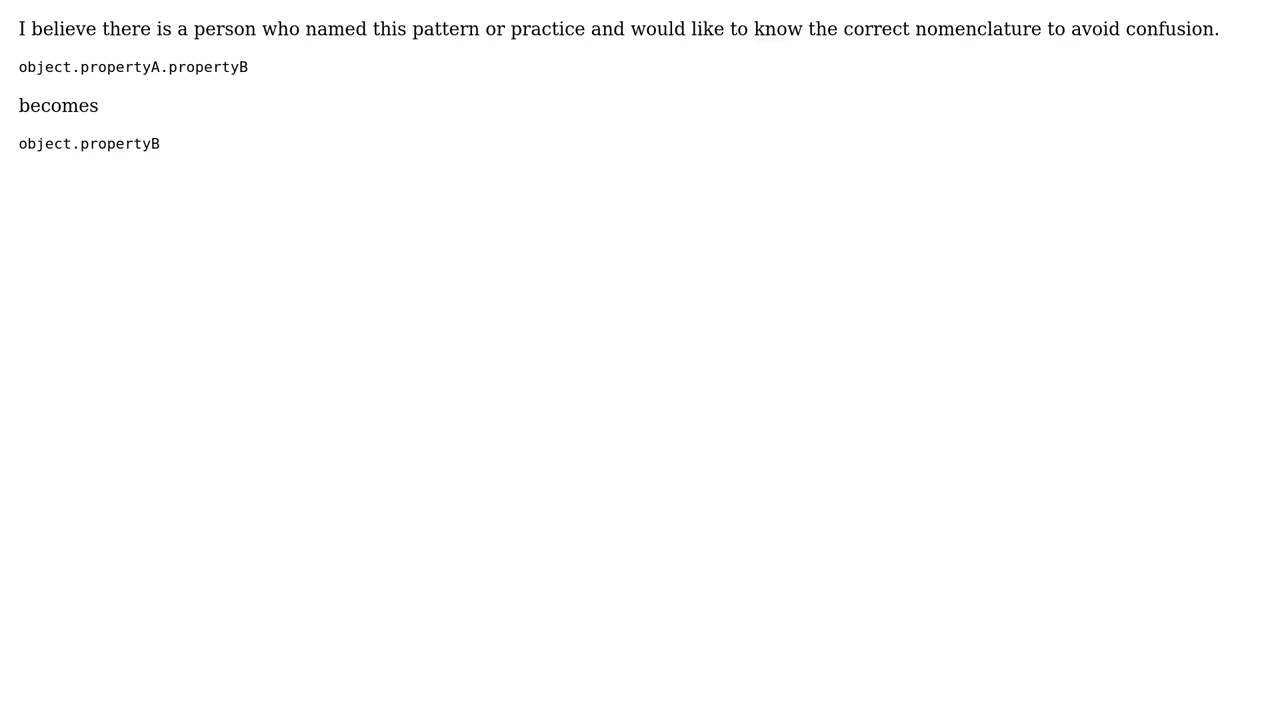 I believe there is a person who named this pattern or practice and would like to know the correct nomenclature to avoid confusion.
object.propertyA.propertyB
becomes
object.propertyB